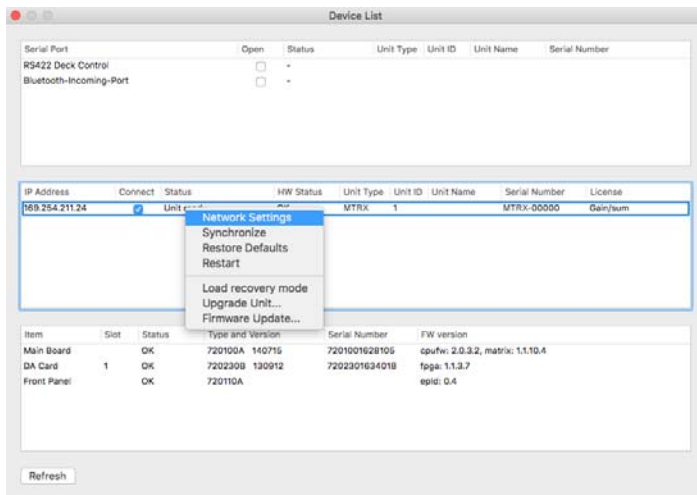 Device List
Serial Port Open Status Unit Type Unit ID Unit Name Serial Number
RS422 Deck Control -
Bluetooth-Incoming-Port -
IP Address Connect Status HW Status Unit Type Unit ID Unit Name Serial Number License
169.254.211.24 Unit MTRX 1 MTRX-00000 Gain/sum
Network Settings
Synchronize
Restore Defaults
Restart
Load recovery mode
Upgrade Unit...
Firmware Update...
Item Slot Status Type and Version Serial Number FW version
Main Board OK 720100A 140715 7201001628105 cpufw: 2.0.3.2, matrix: 1.1.10.4
DA Card 1 OK 720230B 130912 7202301634018 fpga: 1.1.3.7
Front Panel OK 720110A epld: 0.4
Refresh